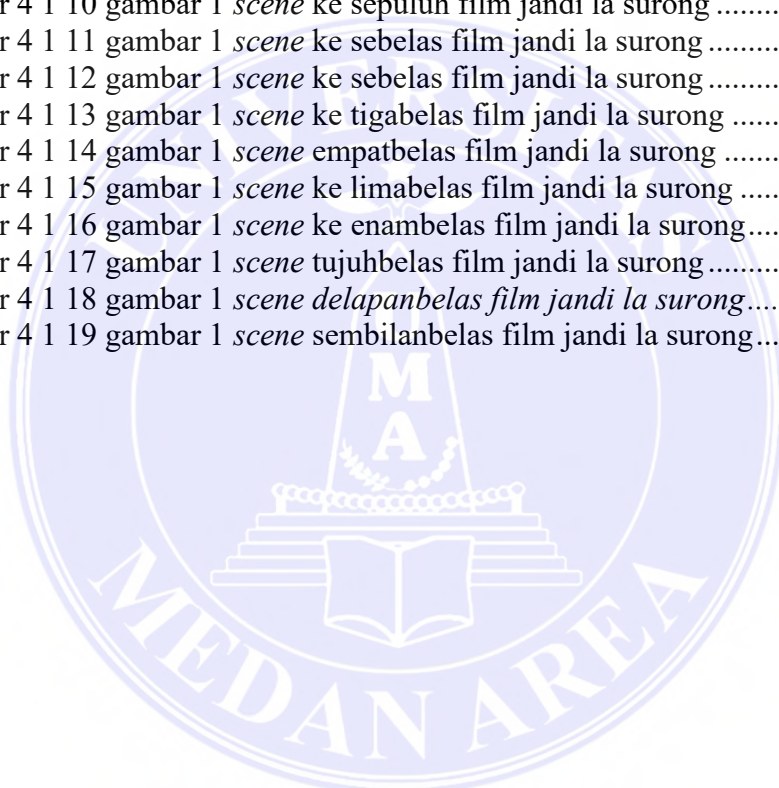 r 4 1 10 gambar 1 scene ke sepuluh film jandi la surong .........
r 4 1 11 gambar 1 scene ke sebelas film jandi la surong .........
r 4 1 12 gambar 1 scene ke sebelas film jandi la surong .........
r 4 1 13 gambar 1 scene ke tigabelas film jandi la surong ......
r 4 1 14 gambar 1 scene empatbelas film jandi la surong .......
r 4 1 15 gambar 1 scene ke limabelas film jandi la surong .....
r 4 1 16 gambar 1 scene ke enambelas film jandi la surong....
r 4 1 17 gambar 1 scene tujuhbelas film jandi la surong .........
r 4 1 18 gambar 1 scene delapanbelas film jandi la surong....
r 4 1 19 gambar 1 scene sembilanbelas film jandi la surong...
UNIVERSITAS
M
A
MEDAN AREA